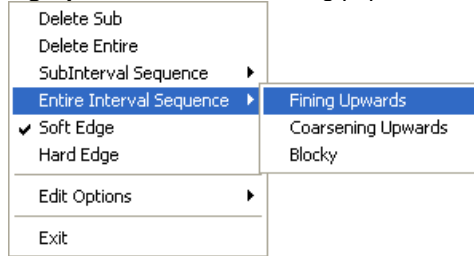 Delete Sub
Delete Entire
SubInterval Sequence
Entire Interval Sequence
Fining Upwards
Soft Edge
Coarsening Upwards
Hard Edge
Blocky
Edit Options
Exit